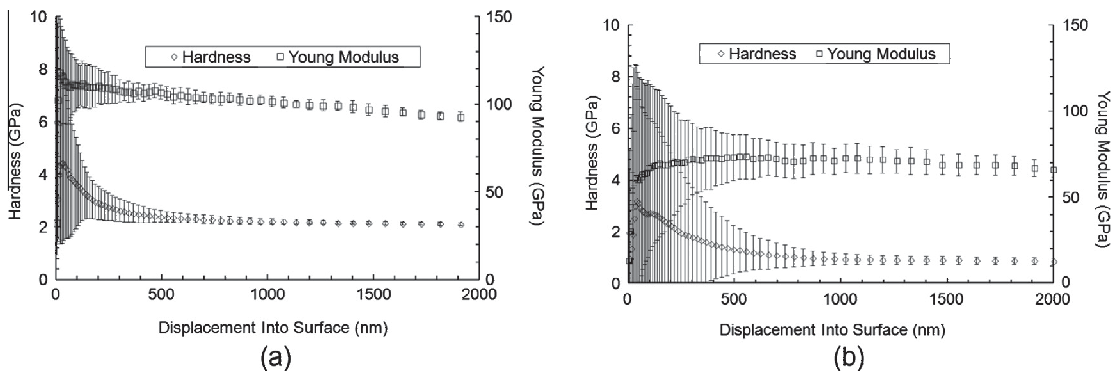 10
8
6
4
2
0
Hardness (GPa)
Hardness
Young Modulus
150
100
50
0
Young Modulus (GPa)
0
500
1000
1500
2000
Displacement Into Surface (nm)
(a)
10
8
6
4
2
0
Hardness (GPa)
Hardness
Young Modulus
150
100
50
0
Young Modulus (GPa)
0
500
1000
1500
2000
Displacement Into Surface (nm)
(b)